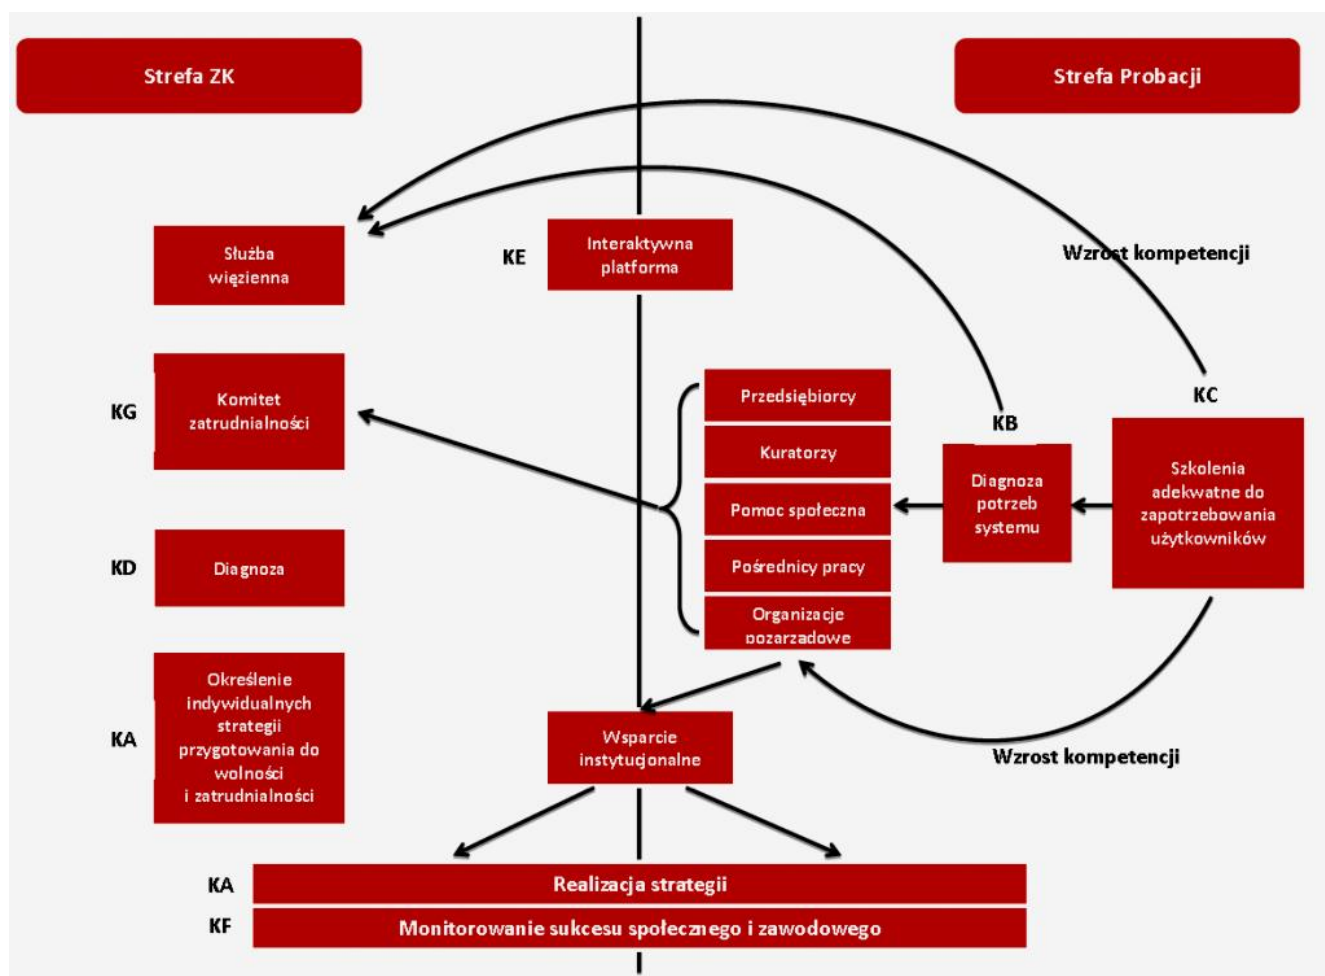 Strefa ZK
Strefa Probacji
Służba
więzienna
KE
Interaktywna
platforma
Wzrost kompetencji
KG
Komitet
zatrudnialności
Przedsiębiorcy
Kuratorzy
Pomoc społeczna
Pośrednicy pracy
Organizacje
pozarządowe
KB
Diagnoza
potrzeb
systemu
KC
Szkolenia
adekwatne do
zapotrzebowania
użytkowników
KD
Diagnoza
KA
Określenie
indywidualnych
strategii
przygotowania do
wolności
i zatrudnialności
Wsparcie
instytucjonalne
Wzrost kompetencji
KA
Realizacja strategii
KF
Monitorowanie sukcesu społecznego i zawodowego